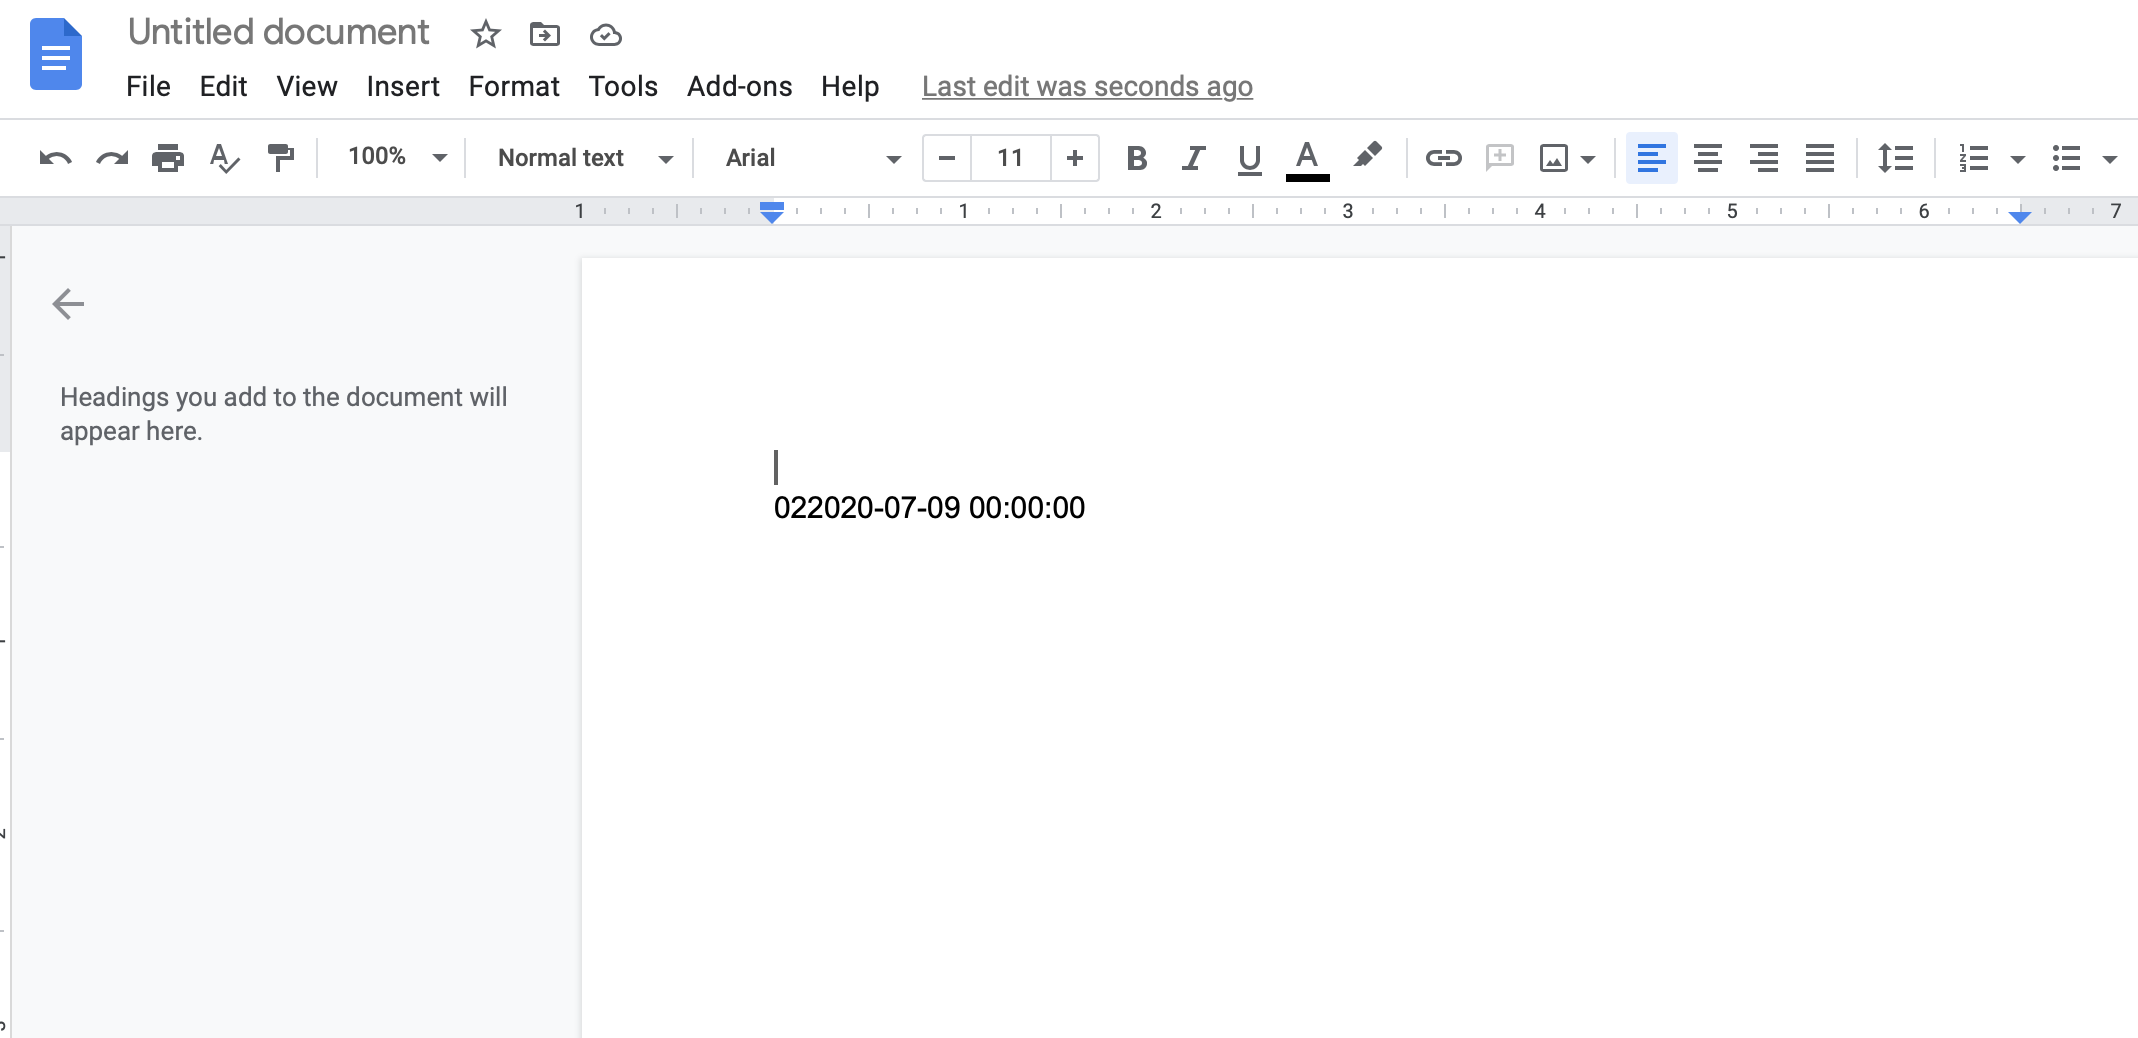 Untitled document
File Edit View Insert Format Tools Add-ons Help Last edit was seconds ago
100% Normal text Arial − 11 + B I U A
1 1 2 3 4 5 6 7
Headings you add to the document will
appear here.
022020-07-09 00:00:00
2